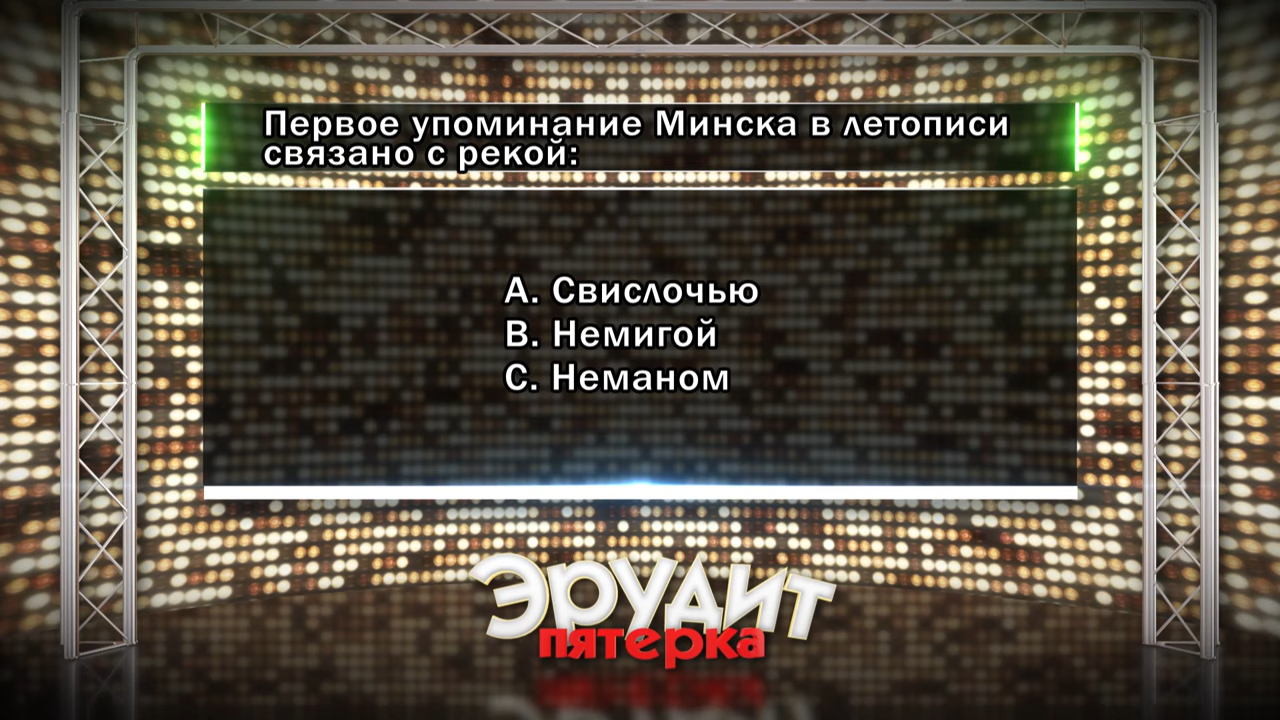 Первое упоминание Минска в летописи
связано с рекой:
A. Свислочью
B. Немигой
C. Неманом
Эрудит
пятерка